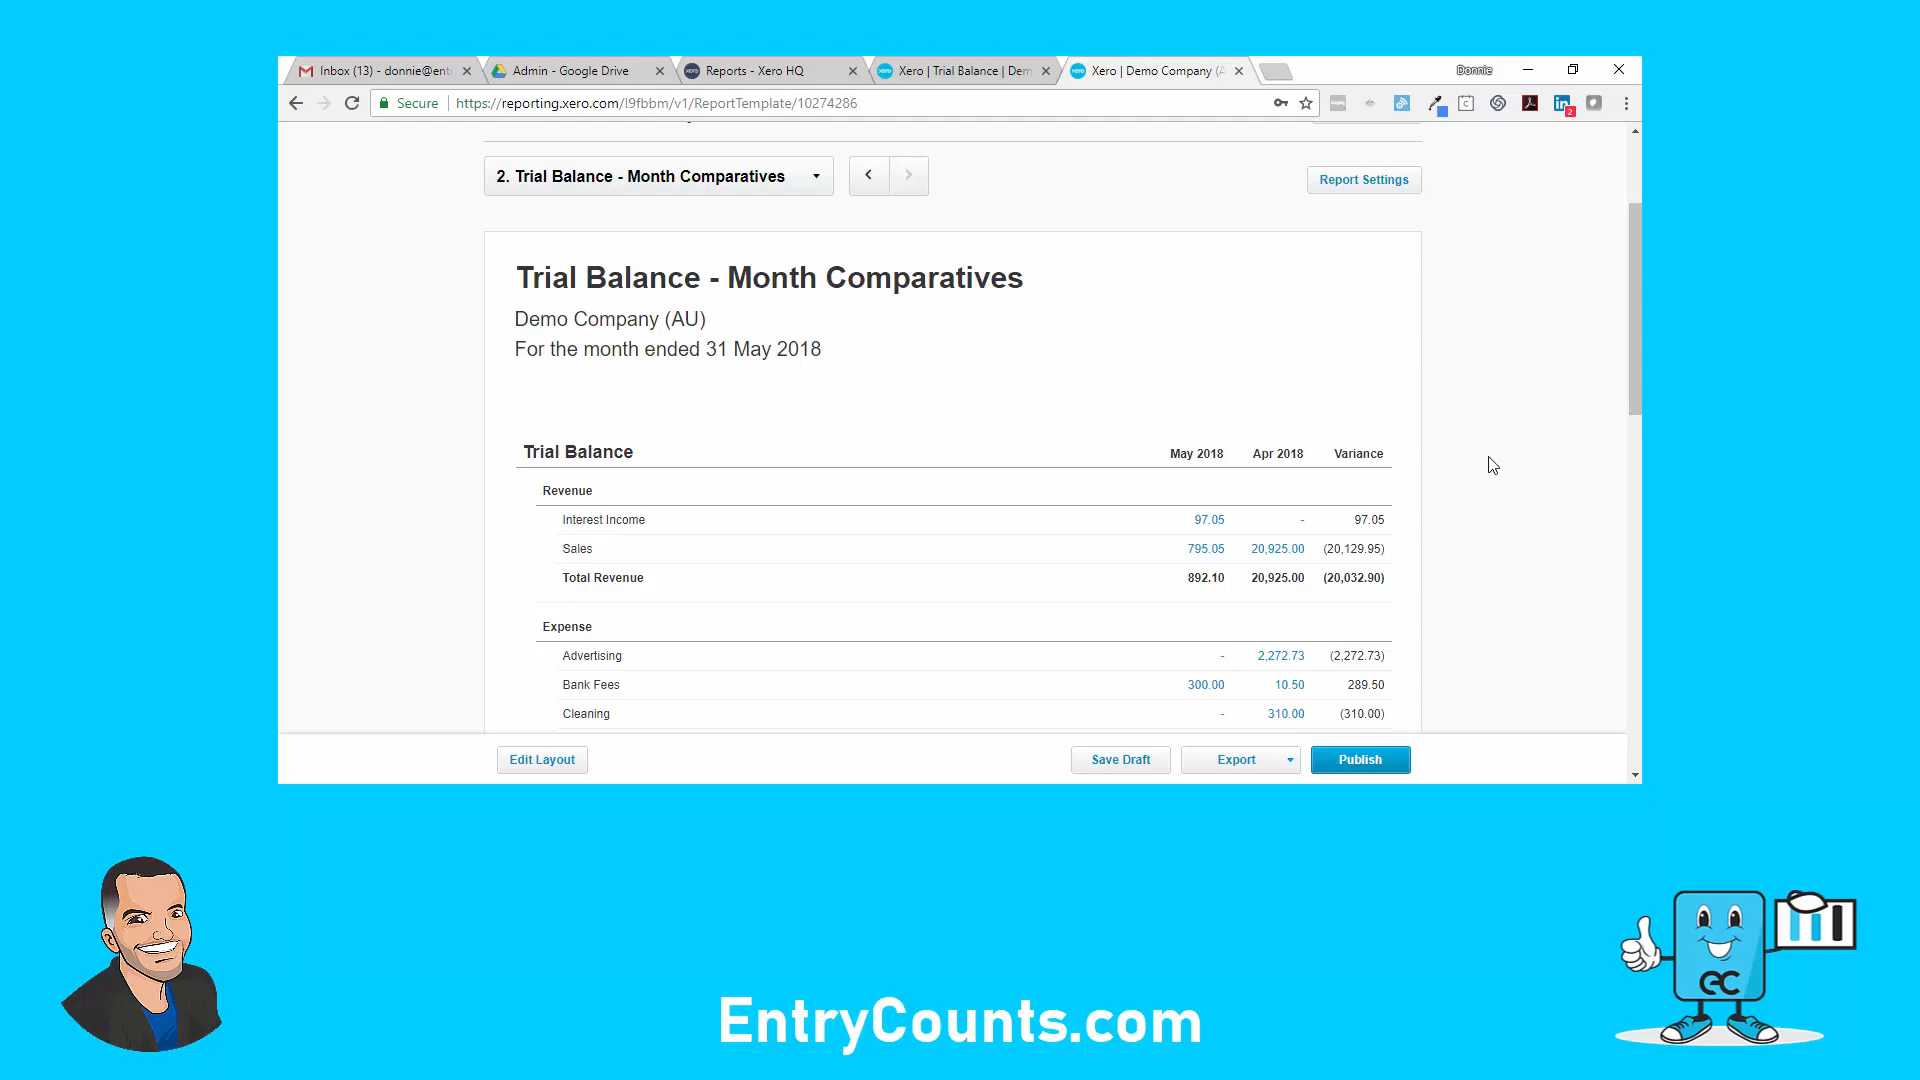 Inbox (13) - donnie@ent
Admin - Google Drive
Reports - Xero HQ
Xero | Trial Balance | Dem
Xero | Demo Company (A
Donnie
Secure
https://reporting.xero.com/!9fbbm/v1/ReportTemplate/10274286
2. Trial Balance - Month Comparatives
Report Settings
Trial Balance - Month Comparatives
Demo Company (AU)
For the month ended 31 May 2018
Trial Balance May 2018 Apr 2018 Variance
Revenue
Interest Income 97.05 - 97.05
Sales 795.05 20,925.00 (20,129.95)
Total Revenue 892.10 20,925.00 (20,032.90)
Expense
Advertising - 2,272.73 (2,272.73)
Bank Fees 300.00 10.50 289.50
Cleaning - 310.00 (310.00)
Edit Layout
Save Draft
Export
Publish
ec
EntryCounts.com